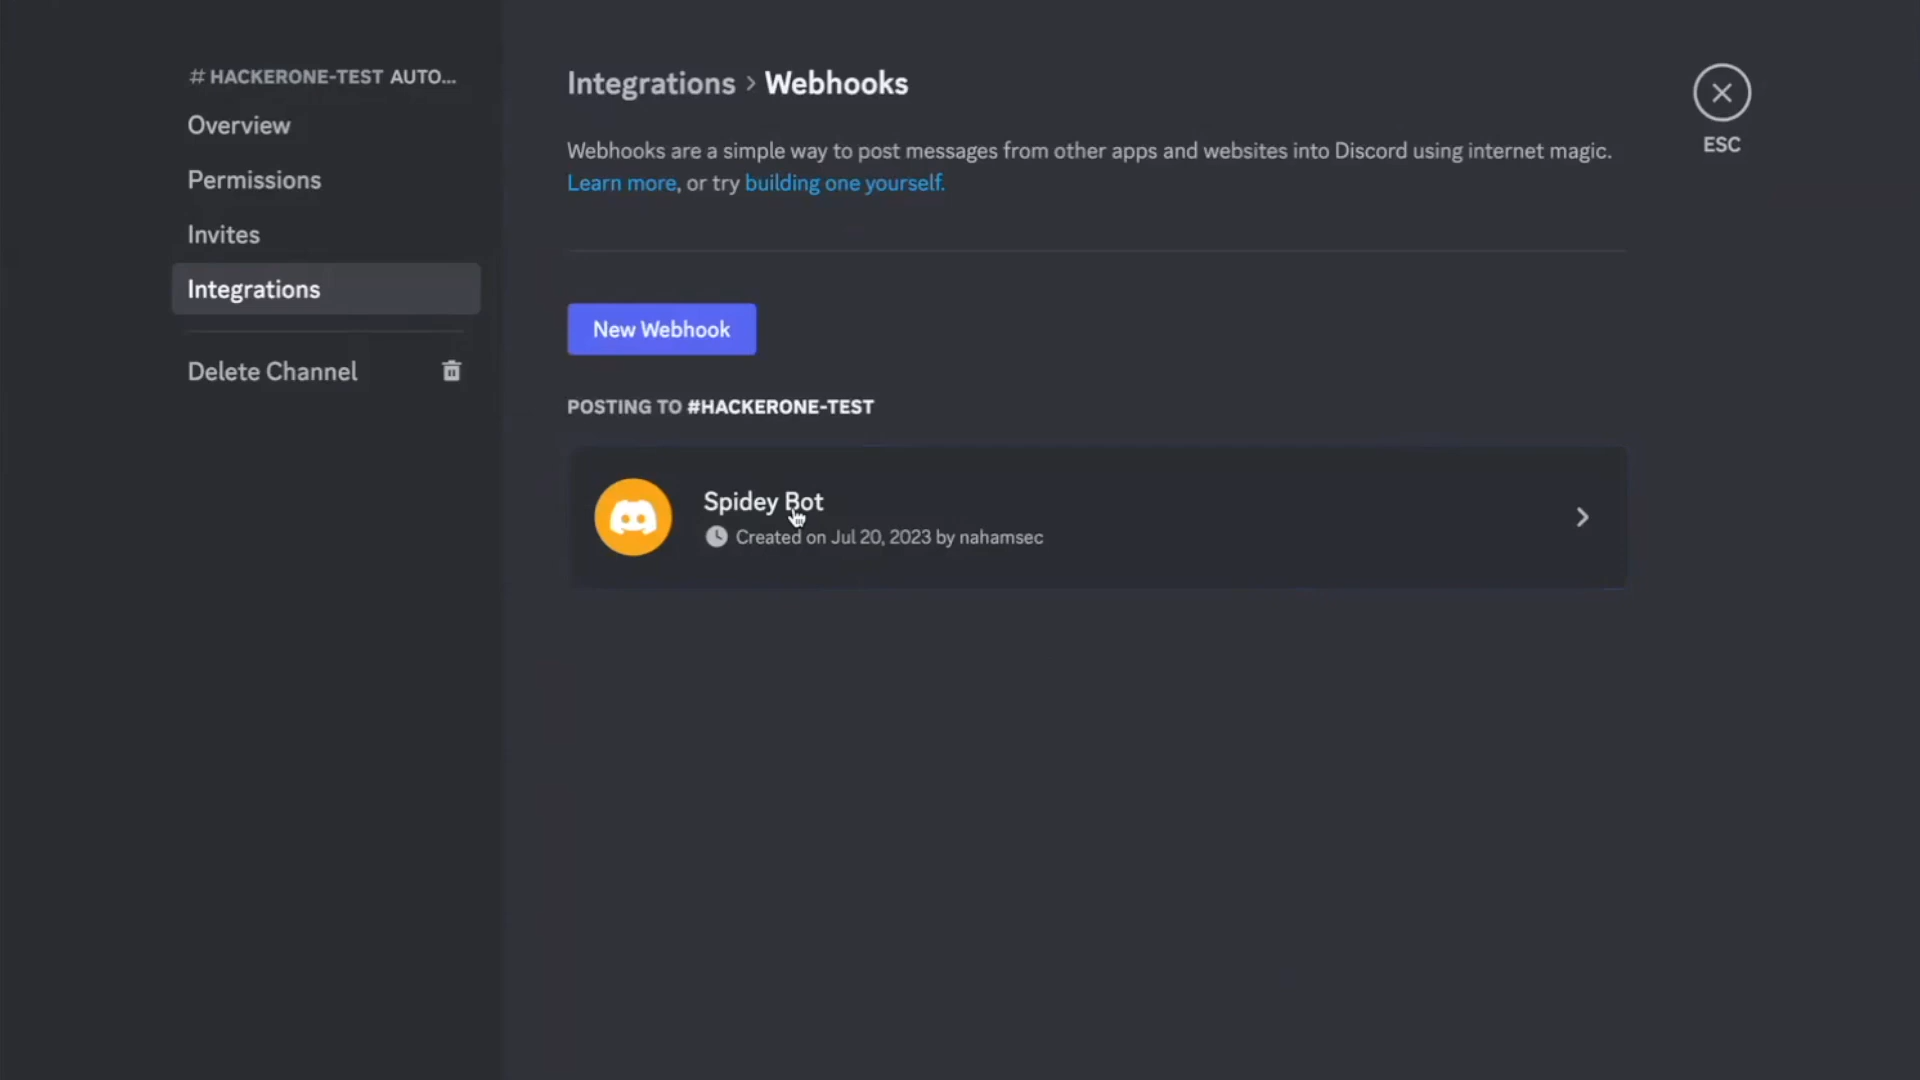 # HACKERONE-TEST AUTO...
Overview
Permissions
Invites
Integrations
Delete Channel
Integrations > Webhooks
Webhooks are a simple way to post messages from other apps and websites into Discord using internet magic.
Learn more, or try building one yourself.
New Webhook
POSTING TO #HACKERONE-TEST
Spidey Bot
Created on Jul 20, 2023 by nahamsec
ESC